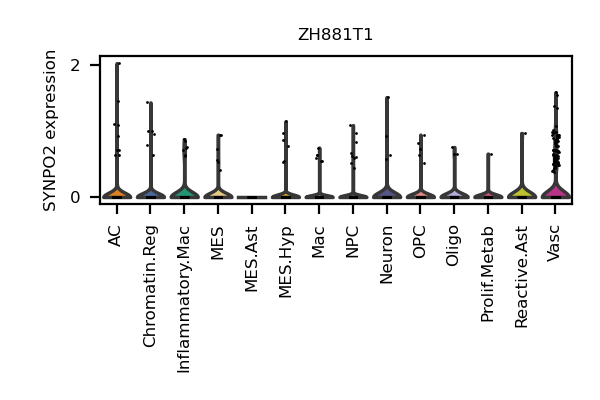 ZH881T1
SYNPO2 expression
2
0
AC
Chromatin.Reg
Inflammatory.Mac
MES
MES.Ast
MES.Hyp
Mac
NPC
Neuron
OPC
Oligo
Prolif.Metab
Reactive.Ast
Vasc